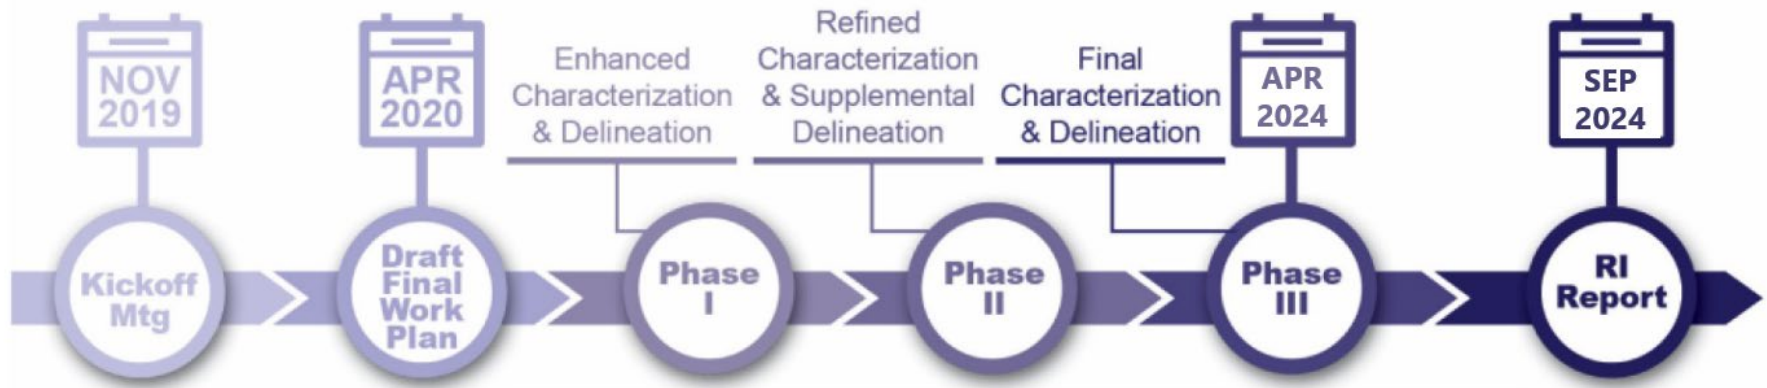 NOV
2019
APR
2020
Enhanced
Characterization
& Delineation
Refined
Characterization
& Supplemental
Delineation
Final
Characterization
& Delineation
APR
2024
SEP
2024
Kickoff
Mtg
Draft
Final
Work
Plan
Phase
I
Phase
II
Phase
III
RI
Report